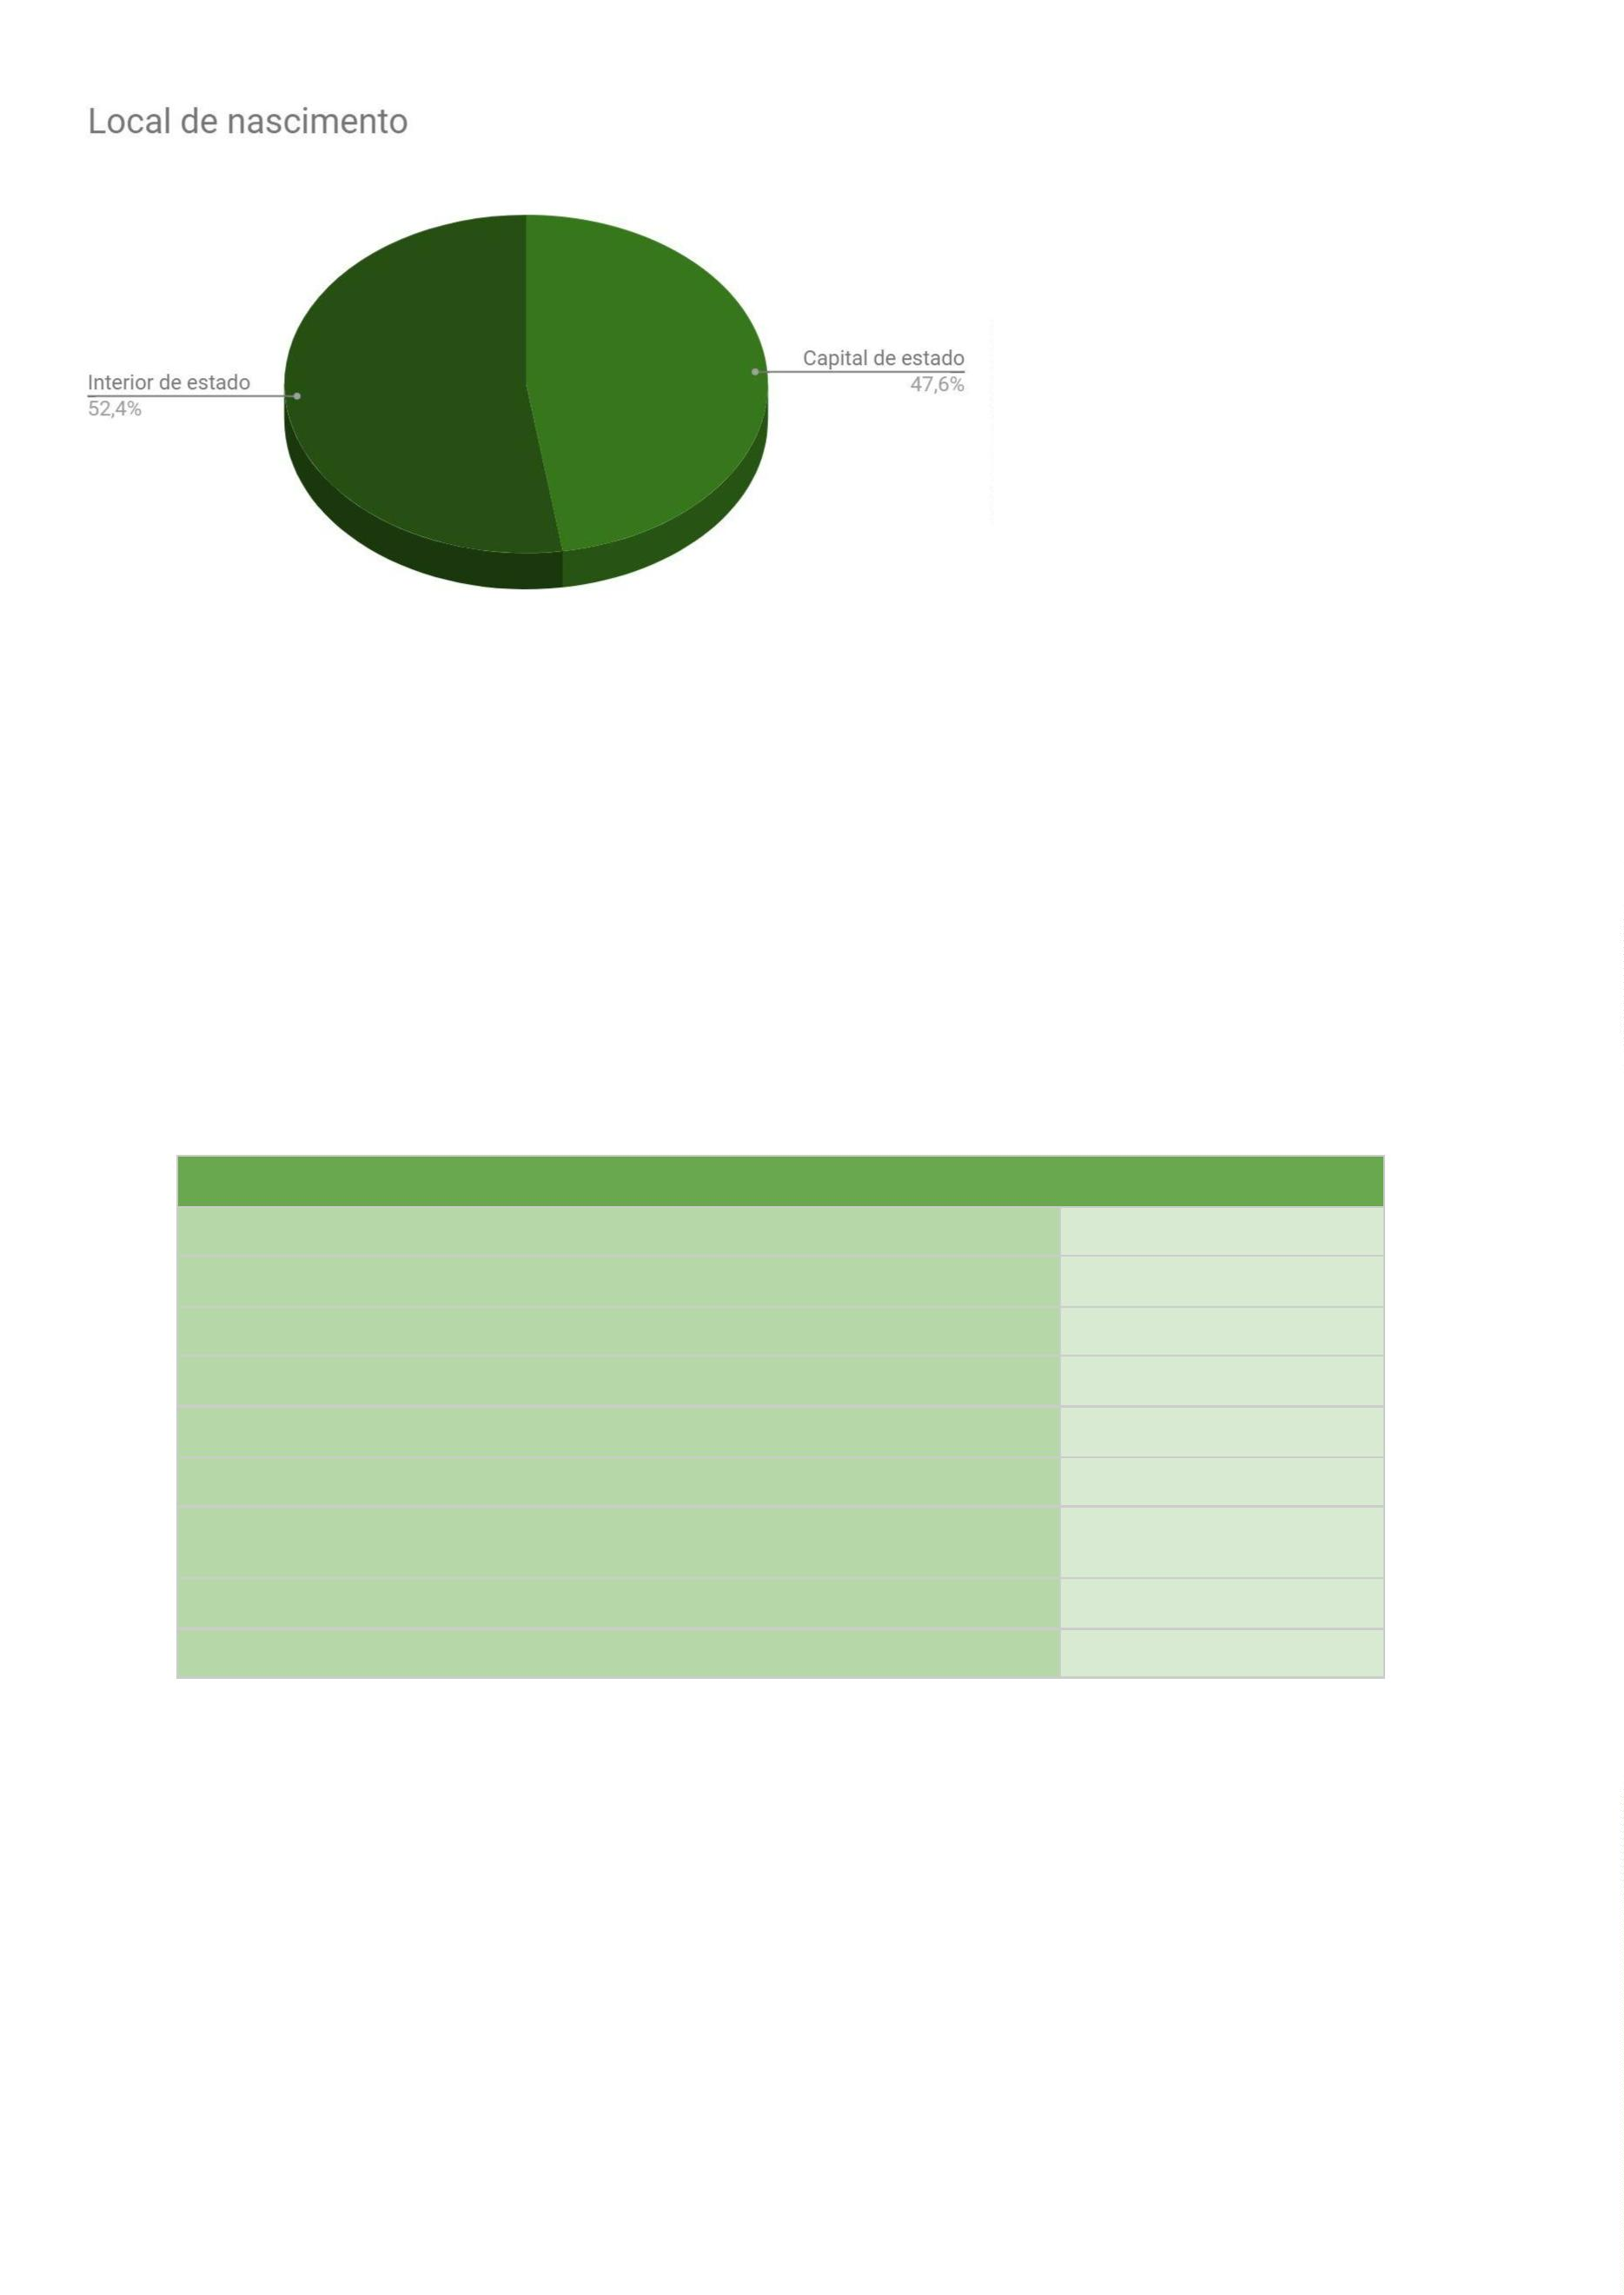 Local de nascimento
Capital de estado
47,6%
Interior de estado
52,4%